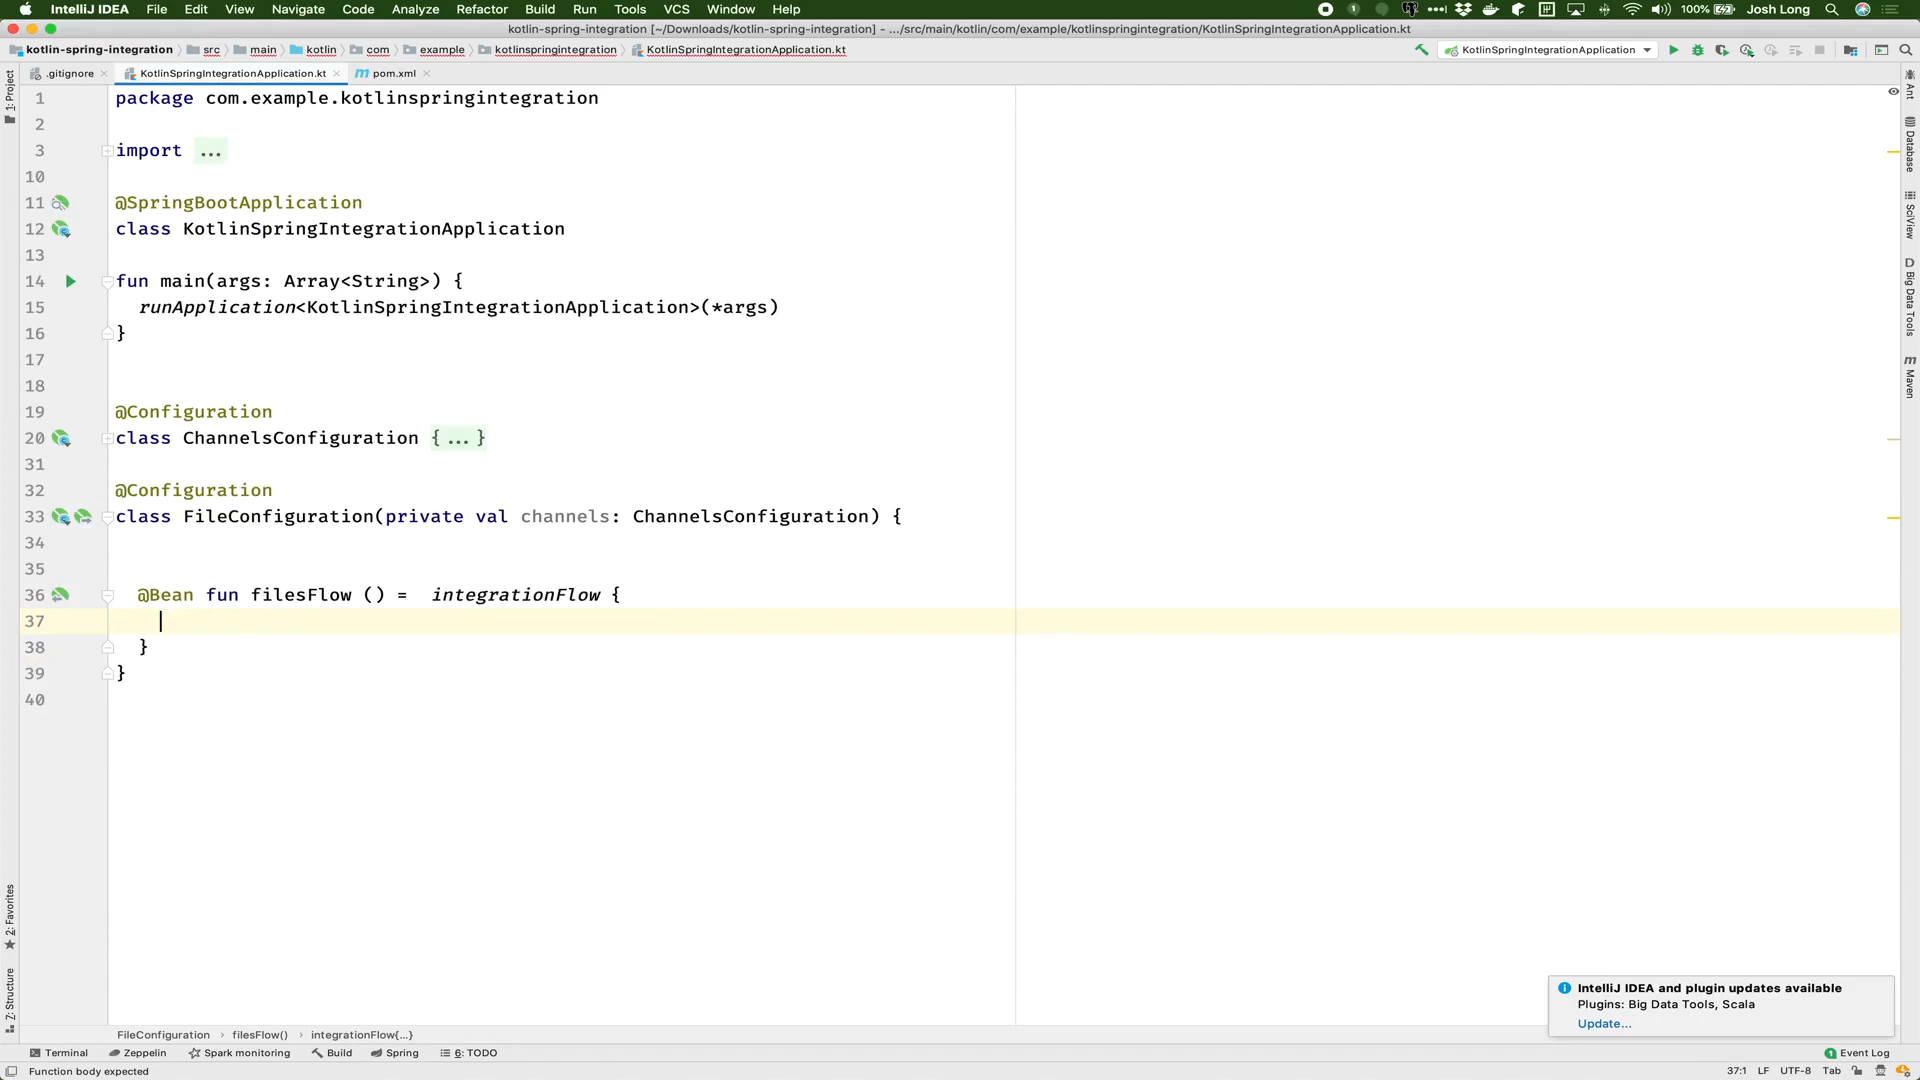 IntelliJ IDEA File Edit View Navigate Code Analyze Refactor Build Run Tools VCS Window Help 100% Josh Long
kotlin-spring-integration [~/Downloads/kotlin-spring-integration] - .../src/main/kotlin/com/example/kotlinspringintegration/KotlinSpringIntegrationApplication.kt
kotlin-spring-integration src main kotlin com example kotlinspringintegration KotlinSpringIntegrationApplication.kt KotlinSpringIntegrationApplication
.gitignore KotlinSpringIntegrationApplication.kt pom.xml
1 package com.example.kotlinspringintegration
2
3 import ...
10
11 @SpringBootApplication
12 class KotlinSpringIntegrationApplication
13
14 fun main(args: Array<String>) {
15 runApplication<KotlinSpringIntegrationApplication>(*args)
16 }
17
18
19 @Configuration
20 class ChannelsConfiguration {...}
31
32 @Configuration
33 class FileConfiguration(private val channels: ChannelsConfiguration) {
34
35
36 @Bean fun filesFlow () =  integrationFlow {
37
38 }
39 }
40
1: Project
2: Favorites
Z: Structure
Ant
Database
SciView
D Big Data Tools
m Maven
IntelliJ IDEA and plugin updates available
Plugins: Big Data Tools, Scala
Update...
FileConfiguration › filesFlow() › integrationFlow{...}
Terminal Zeppelin Spark monitoring Build Spring 6: TODO 1 Event Log
Function body expected 37:1 LF UTF-8 Tab